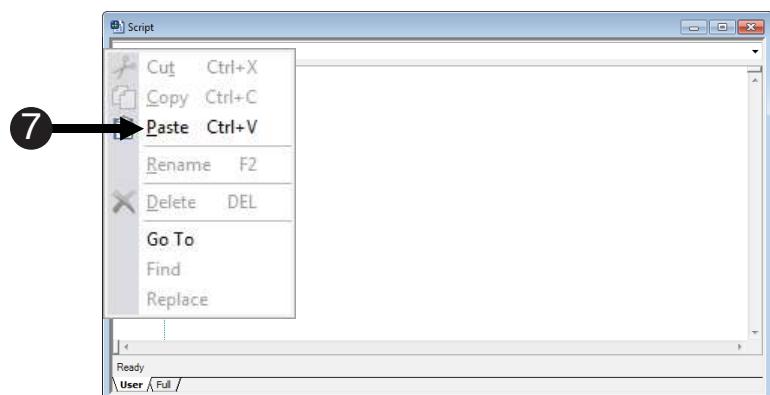 Script
Cut Ctrl+X
Copy Ctrl+C
7
Paste Ctrl+V
Rename F2
Delete DEL
Go To
Find
Replace
Ready
User Full